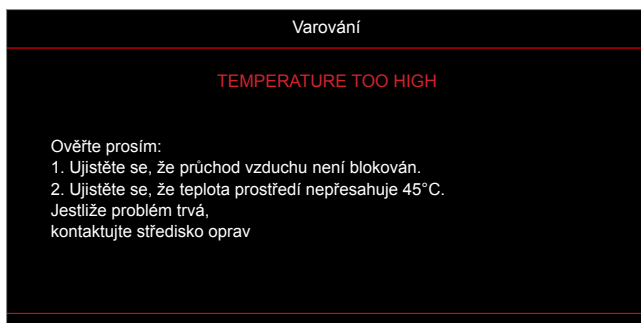 Varování
TEMPERATURE TOO HIGH
Ověřte prosím:
1. Ujistěte se, že průchod vzduchu není blokován.
2. Ujistěte se, že teplota prostředí nepřesahuje 45°C.
Jestliže problém trvá,
kontaktujte středisko oprav